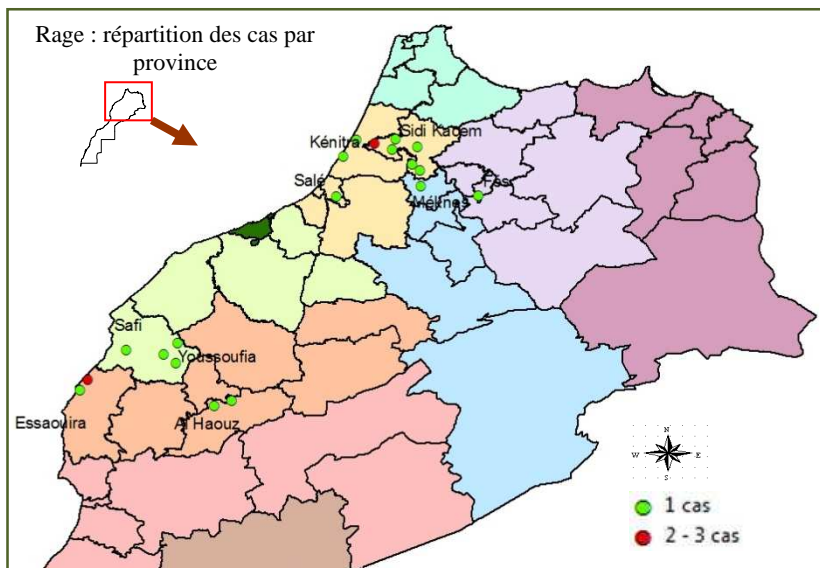 Rage : répartition des cas par
province
Sidi Kacem
Kénitra
Salé
Fès
Méknes
Safi
Youssoufia
Essaouira
Al Haouz
N
W
E
S
1 cas
2 - 3 cas